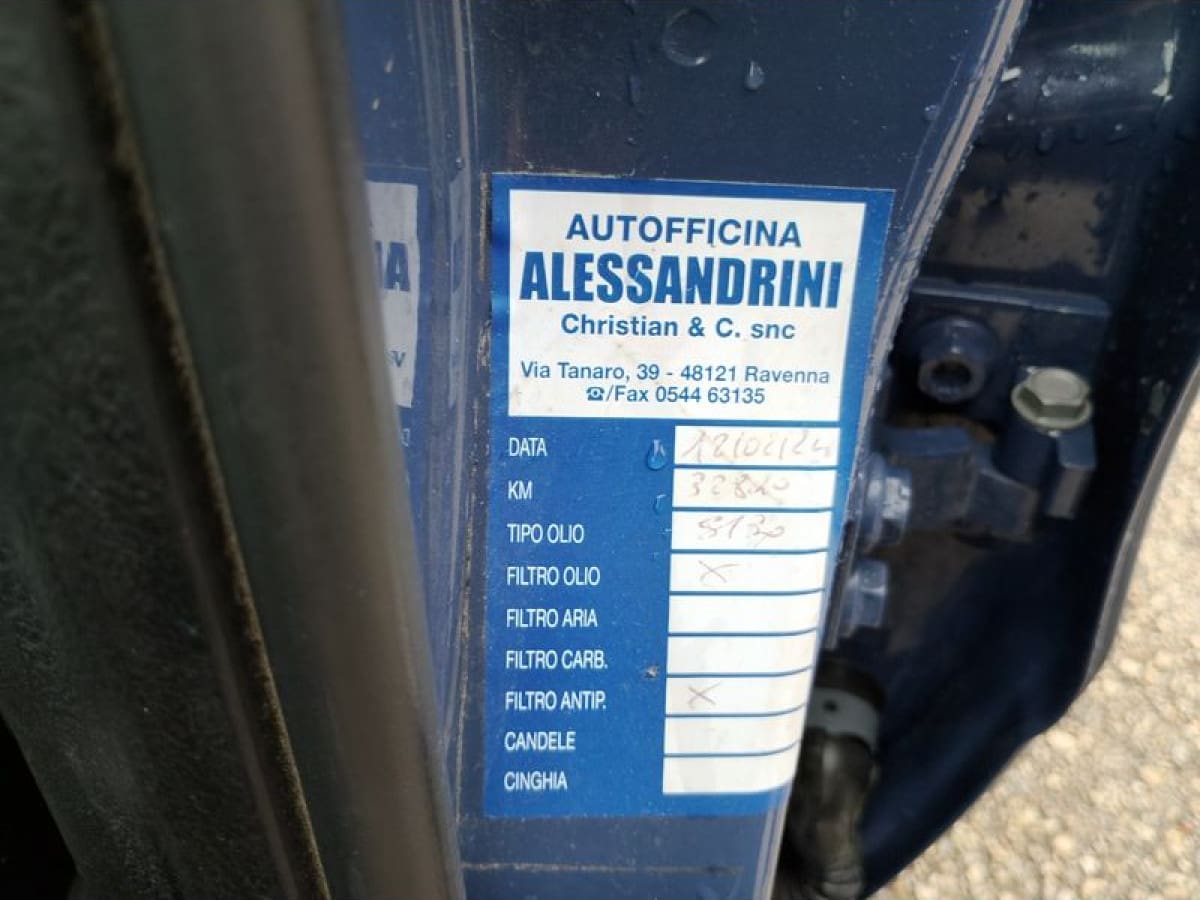 AUTOFFICINA
ALESSANDRINI
Christian & C. snc
Via Tanaro, 39 - 48121 Ravenna
☎/Fax 0544 63135
DATA
KM
TIPO OLIO
FILTRO OLIO X
FILTRO ARIA
FILTRO CARB.
FILTRO ANTIP. X
CANDELE
CINGHIA